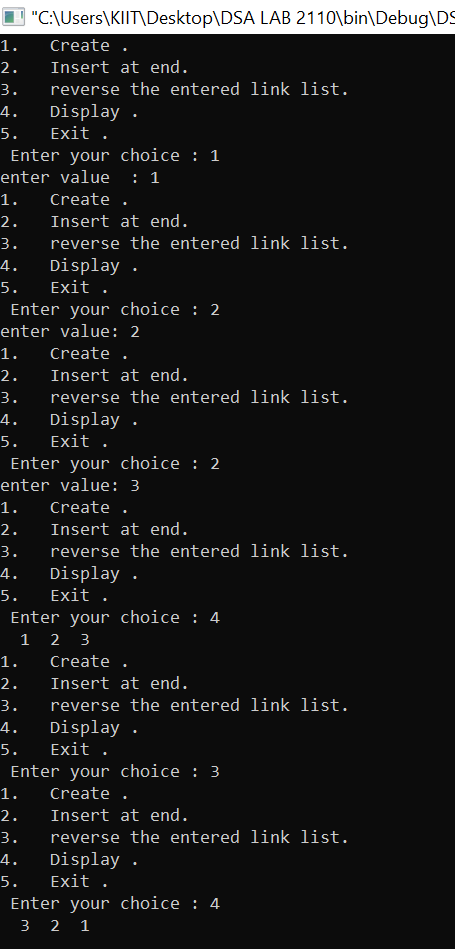 "C:\Users\KIIT\Desktop\DSA LAB 2110\bin\Debug\DS
1.   Create .
2.   Insert at end.
3.   reverse the entered link list.
4.   Display .
5.   Exit .
 Enter your choice : 1
enter value  : 1
1.   Create .
2.   Insert at end.
3.   reverse the entered link list.
4.   Display .
5.   Exit .
 Enter your choice : 2
enter value: 2
1.   Create .
2.   Insert at end.
3.   reverse the entered link list.
4.   Display .
5.   Exit .
 Enter your choice : 2
enter value: 3
1.   Create .
2.   Insert at end.
3.   reverse the entered link list.
4.   Display .
5.   Exit .
 Enter your choice : 4
  1  2  3
1.   Create .
2.   Insert at end.
3.   reverse the entered link list.
4.   Display .
5.   Exit .
 Enter your choice : 3
1.   Create .
2.   Insert at end.
3.   reverse the entered link list.
4.   Display .
5.   Exit .
 Enter your choice : 4
  3  2  1